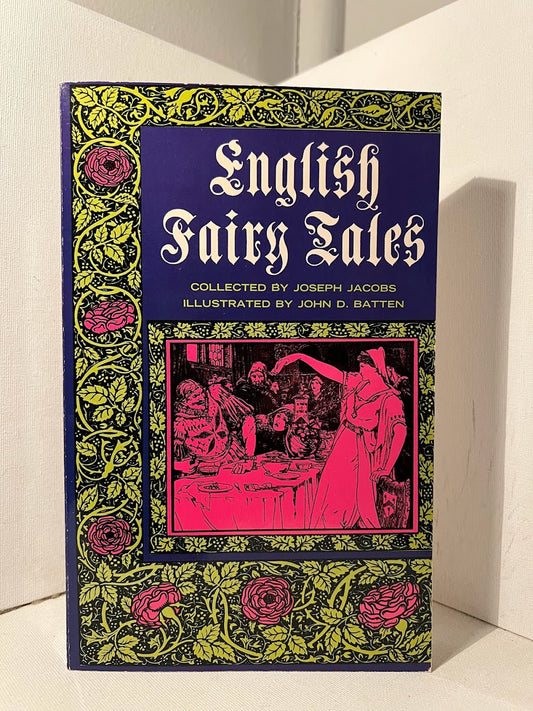 English
Fairy Tales
COLLECTED BY JOSEPH JACOBS
ILLUSTRATED BY JOHN D. BATTEN